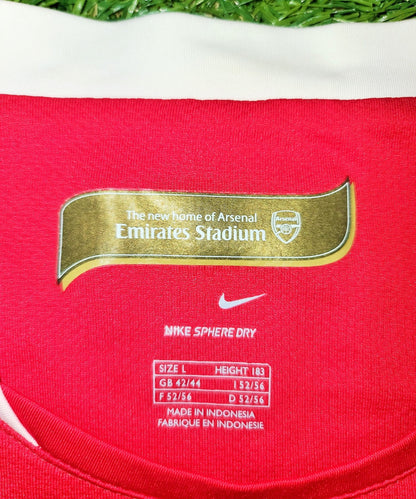 The new home of Arsenal
Emirates Stadium
Arsenal
NIKE SPHERE DRY
SIZE L HEIGHT 183
GB 42/44 I 52/56
F 52/56 D 52/56
MADE IN INDONESIA
FABRIQUE EN INDONESIE